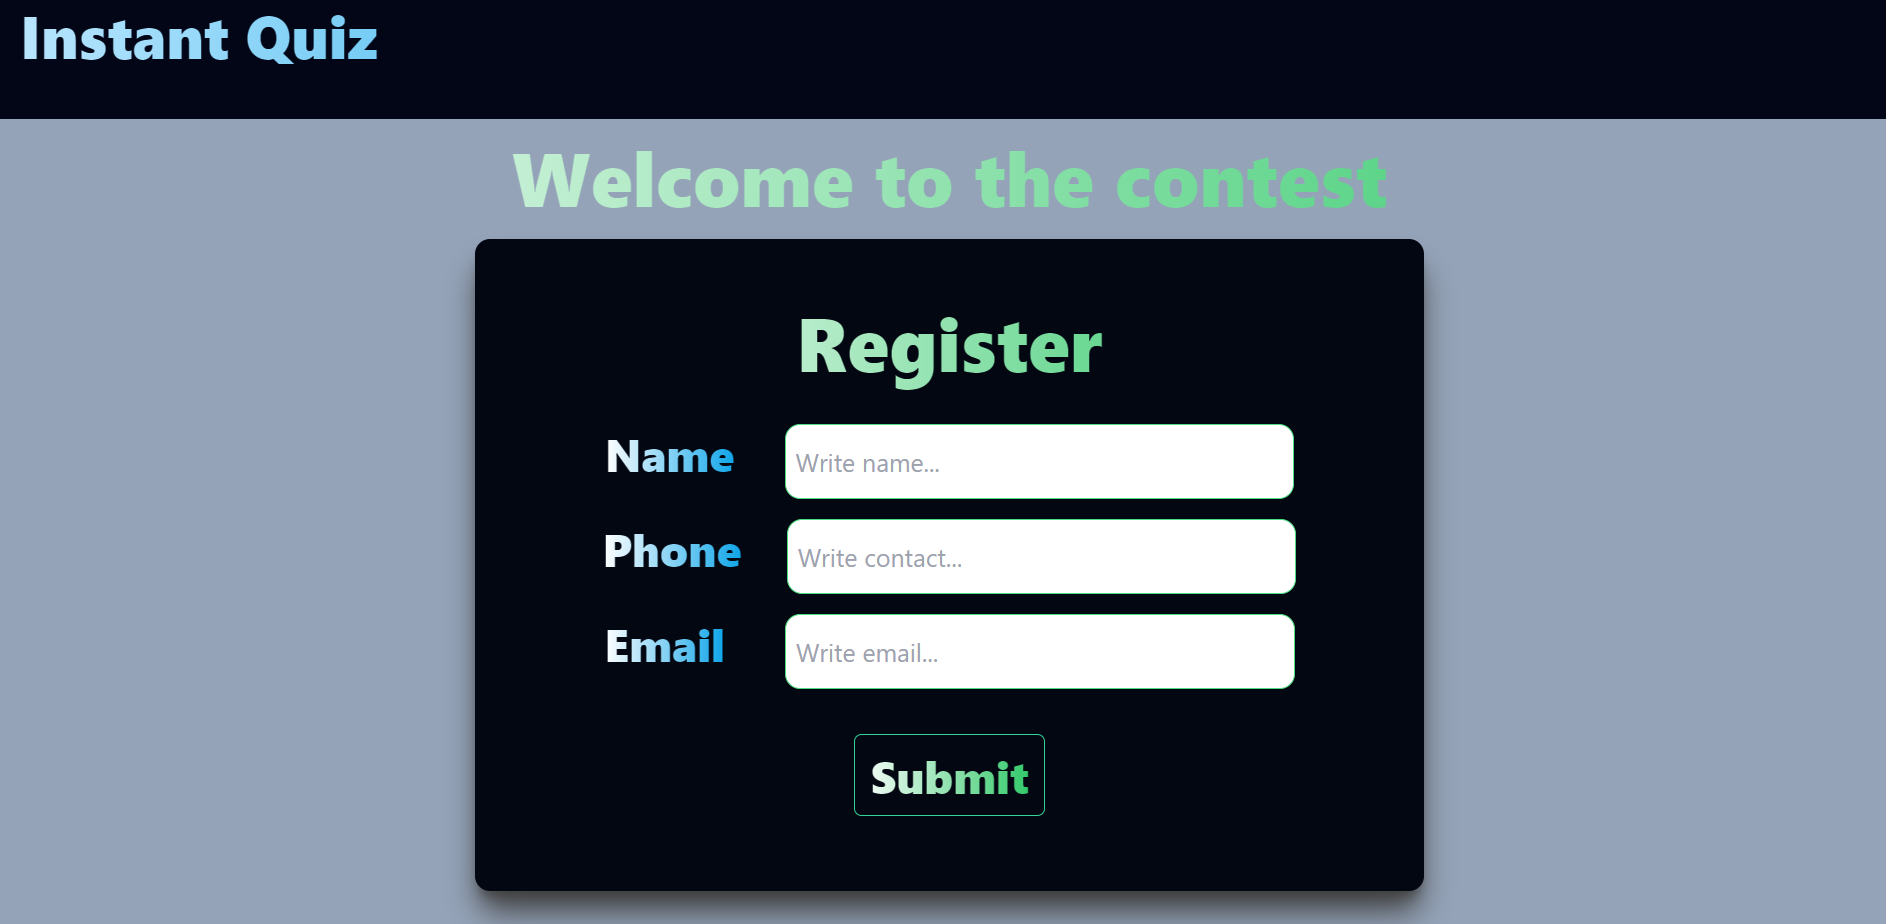 Instant Quiz
Welcome to the contest
Register
Name
Write name...
Phone
Write contact...
Email
Write email...
Submit